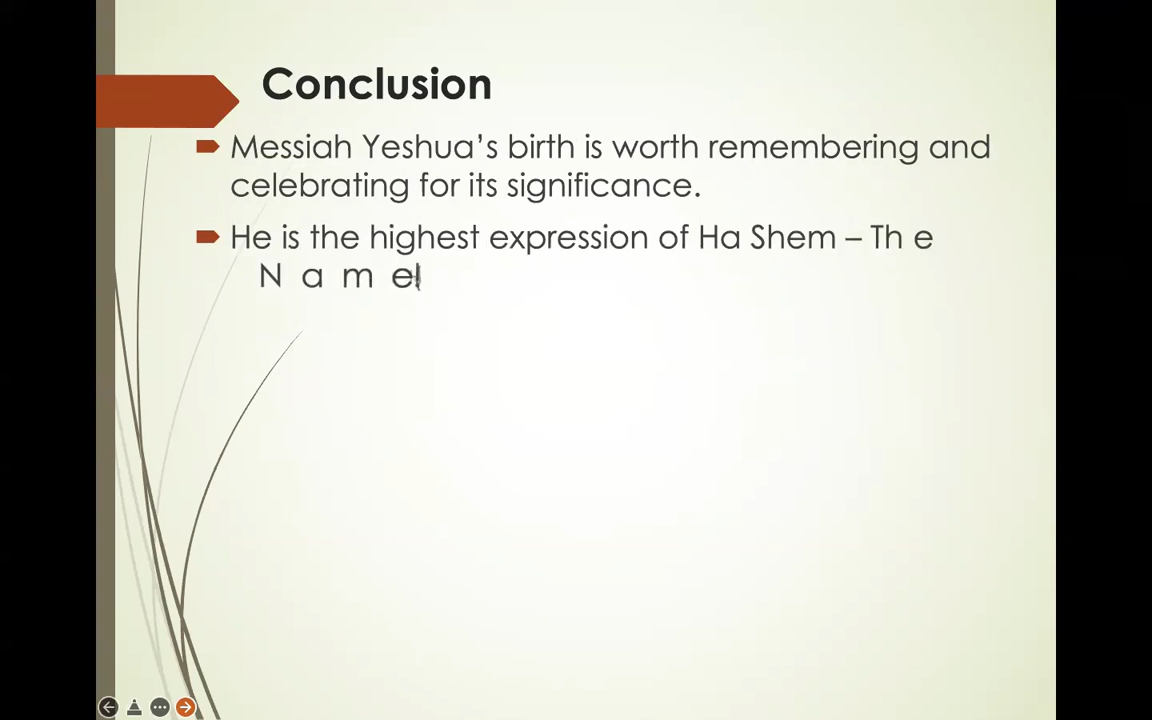 Conclusion
Messiah Yeshua’s birth is worth remembering and
celebrating for its significance.
He is the highest expression of Ha Shem – Th e
N a m e!